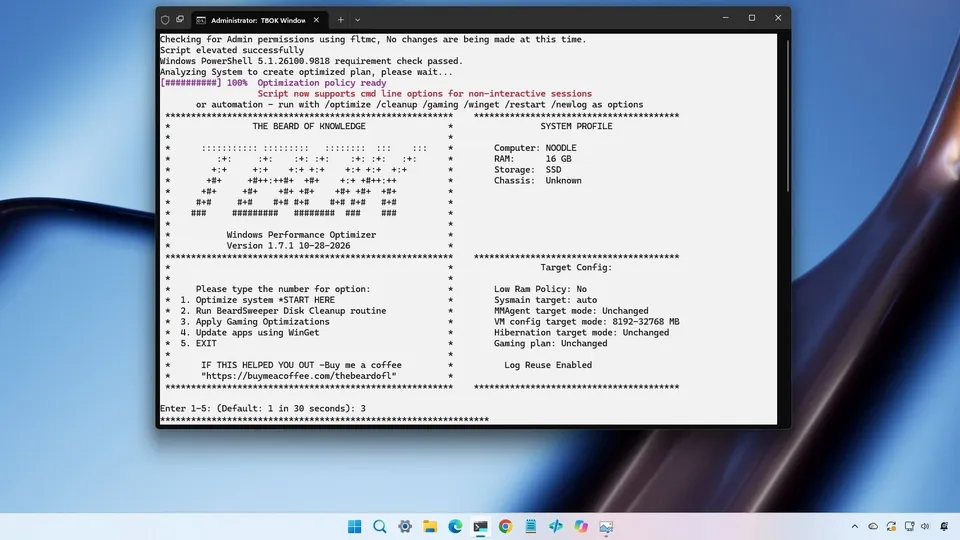 Administrator: TBOK Window
Checking for Admin permissions using fltmc, No changes are being made at this time.
Script elevated successfully
Windows PowerShell 5.1.26100.9818 requirement check passed.
Analyzing System to create optimized plan, please wait...
[##########] 100% Optimization policy ready
Script now supports cmd line options for non-interactive sessions
or automation - run with /optimize /cleanup /gaming /winget /restart /newlog as options
THE BEARD OF KNOWLEDGE
Windows Performance Optimizer
Version 1.7.1 10-28-2026
SYSTEM PROFILE
Computer: NOODLE
RAM: 16 GB
Storage: SSD
Chassis: Unknown
Please type the number for option:
1. Optimize system *START HERE
2. Run BeardSweeper Disk Cleanup routine
3. Apply Gaming Optimizations
4. Update apps using WinGet
5. EXIT
IF THIS HELPED YOU OUT -Buy me a coffee
"https://buymeacoffee.com/thebeardofl"
Target Config:
Low Ram Policy: No
Sysmain target: auto
MMAgent target mode: Unchanged
VM config target mode: 8192-32768 MB
Hibernation target mode: Unchanged
Gaming plan: Unchanged
Log Reuse Enabled
Enter 1-5: (Default: 1 in 30 seconds): 3